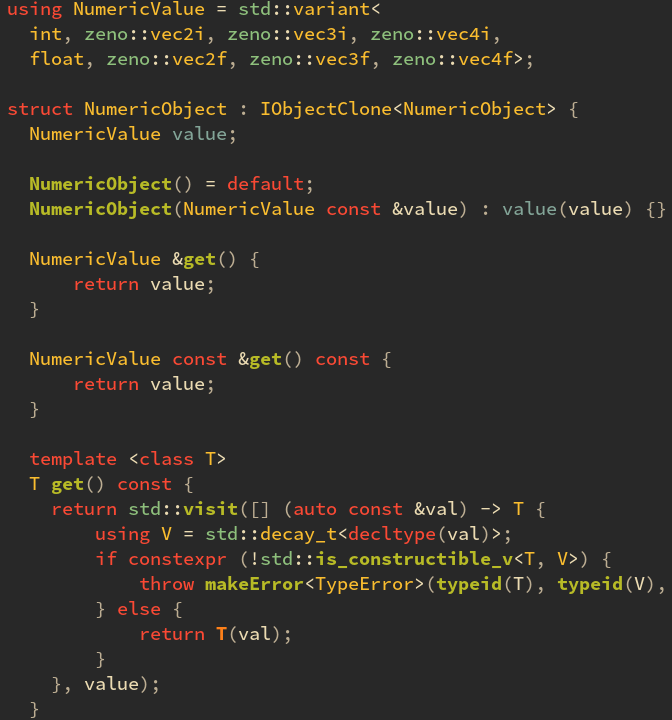 using NumericValue = std::variant<
  int, zeno::vec2i, zeno::vec3i, zeno::vec4i,
  float, zeno::vec2f, zeno::vec3f, zeno::vec4f>;

struct NumericObject : IObjectClone<NumericObject> {
  NumericValue value;

  NumericObject() = default;
  NumericObject(NumericValue const &value) : value(value) {}

  NumericValue &get() {
      return value;
  }

  NumericValue const &get() const {
      return value;
  }

  template <class T>
  T get() const {
    return std::visit([] (auto const &val) -> T {
        using V = std::decay_t<decltype(val)>;
        if constexpr (!std::is_constructible_v<T, V>) {
            throw makeError<TypeError>(typeid(T), typeid(V),
        } else {
            return T(val);
        }
    }, value);
  }